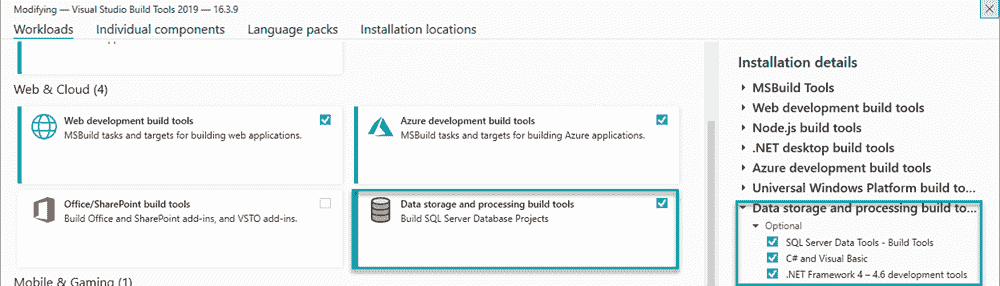 Modifying — Visual Studio Build Tools 2019 — 16.3.9
Workloads Individual components Language packs Installation locations
Web & Cloud (4)
Web development build tools
MSBuild tasks and targets for building web applications.
Azure development build tools
MSBuild tasks and targets for building Azure applications.
Office/SharePoint build tools
Build Office and SharePoint add-ins, and VSTO add-ins.
Data storage and processing build tools
Build SQL Server Database Projects
Mobile & Gaming (1)
Installation details
MSBuild Tools
Web development build tools
Node.js build tools
.NET desktop build tools
Azure development build tools
Universal Windows Platform build to...
Data storage and processing build to...
Optional
SQL Server Data Tools - Build Tools
C# and Visual Basic
.NET Framework 4 – 4.6 development tools